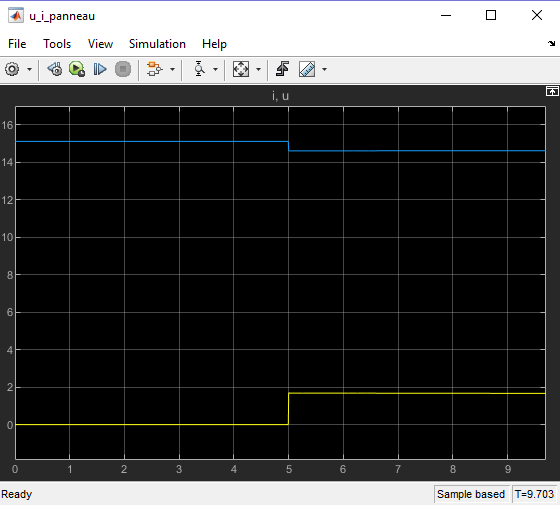 u_i_panneau
File Tools View Simulation Help
i, u
16
14
12
10
8
6
4
2
0
0 1 2 3 4 5 6 7 8 9
Ready Sample based T=9.703